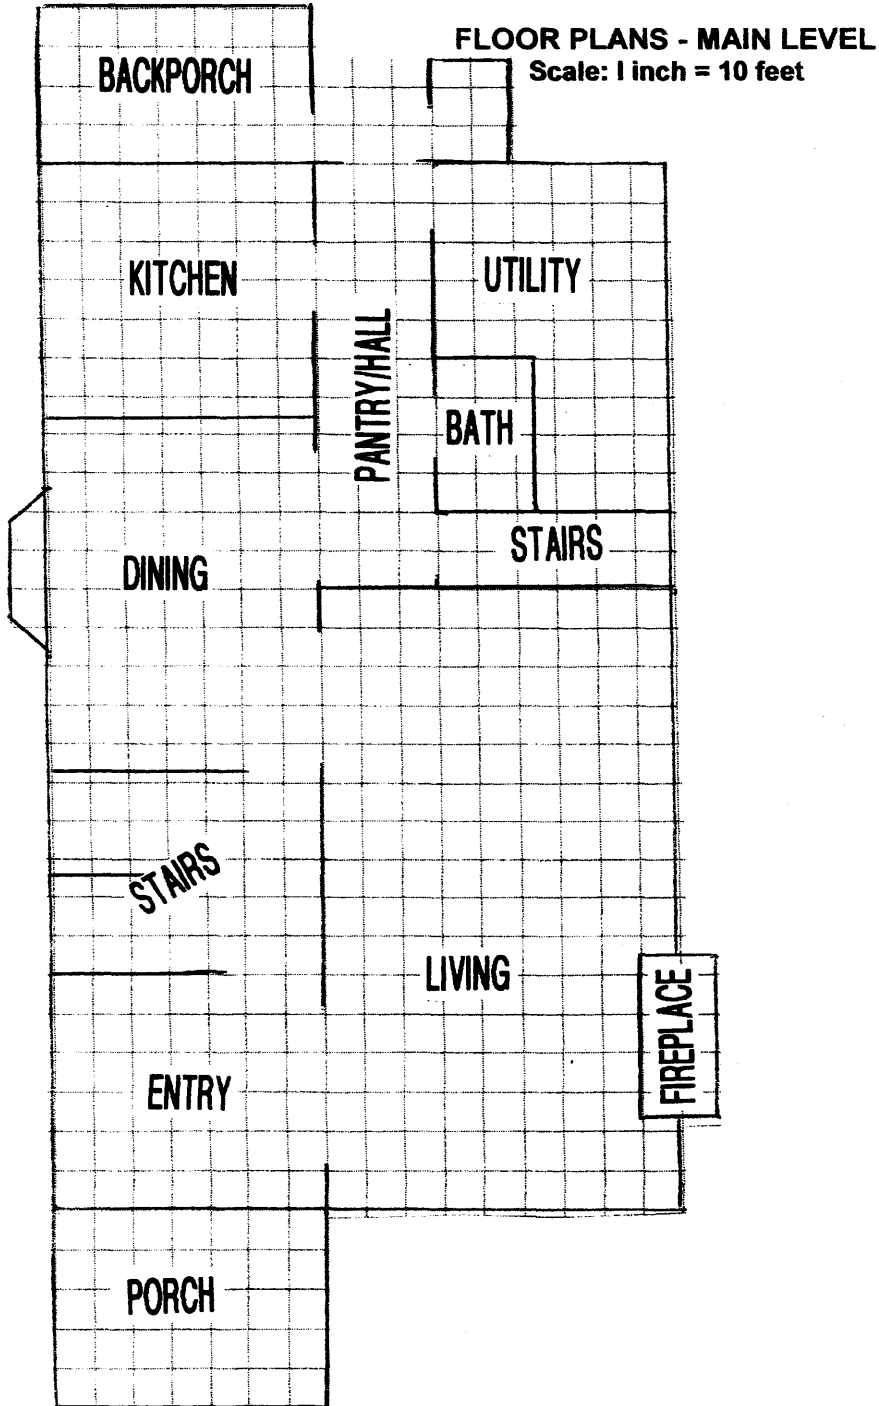 FLOOR PLANS - MAIN LEVEL
Scale: I inch = 10 feet
BACKPORCH
KITCHEN
UTILITY
PANTRY/HALL
BATH
STAIRS
DINING
STAIRS
LIVING
FIREPLACE
ENTRY
PORCH